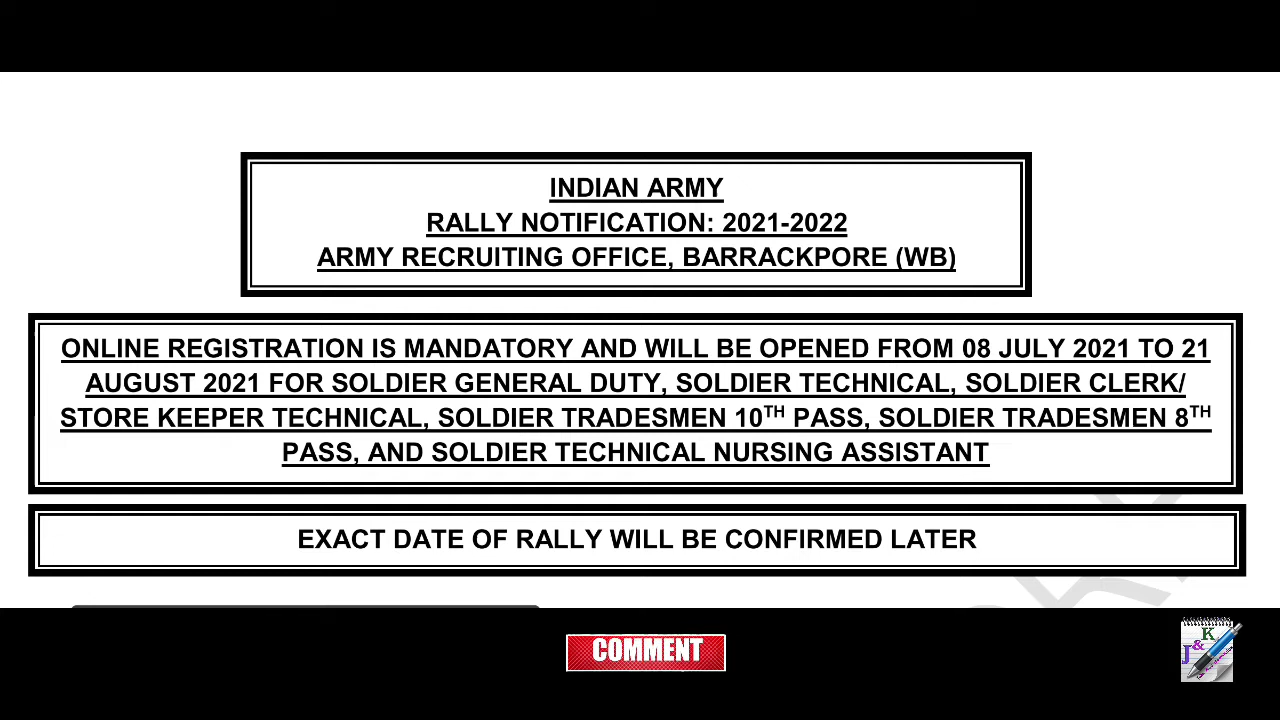 INDIAN ARMY
RALLY NOTIFICATION: 2021-2022
ARMY RECRUITING OFFICE, BARRACKPORE (WB)
ONLINE REGISTRATION IS MANDATORY AND WILL BE OPENED FROM 08 JULY 2021 TO 21
AUGUST 2021 FOR SOLDIER GENERAL DUTY, SOLDIER TECHNICAL, SOLDIER CLERK/
STORE KEEPER TECHNICAL, SOLDIER TRADESMEN 10TH PASS, SOLDIER TRADESMEN 8TH
PASS, AND SOLDIER TECHNICAL NURSING ASSISTANT
EXACT DATE OF RALLY WILL BE CONFIRMED LATER
COMMENT
J&K